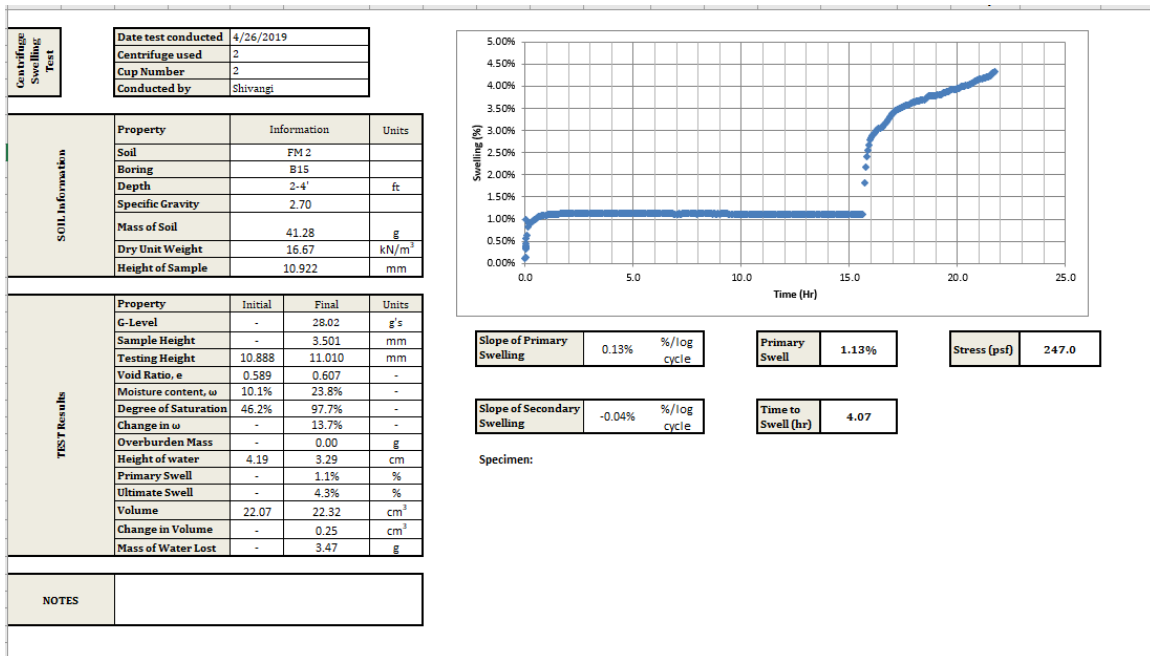 Centrifuge
Swelling
Test
Date test conducted 4/26/2019
Centrifuge used 2
Cup Number 2
Conducted by Shivangi
SOIL Information
Property Information Units
Soil FM 2
Boring B15
Depth 2-4' ft
Specific Gravity 2.70
Mass of Soil 41.28 g
Dry Unit Weight 16.67 kN/m³
Height of Sample 10.922 mm
TEST Results
Property Initial Final Units
G-Level - 28.02 g's
Sample Height - 3.501 mm
Testing Height 10.888 11.010 mm
Void Ratio, e 0.589 0.607 -
Moisture content, ω 10.1% 23.8% -
Degree of Saturation 46.2% 97.7% -
Change in ω - 13.7% -
Overburden Mass - 0.00 g
Height of water 4.19 3.29 cm
Primary Swell - 1.1% %
Ultimate Swell - 4.3% %
Volume 22.07 22.32 cm³
Change in Volume - 0.25 cm³
Mass of Water Lost - 3.47 g
NOTES
Swelling (%)
5.00%
4.50%
4.00%
3.50%
3.00%
2.50%
2.00%
1.50%
1.00%
0.50%
0.00%
0.0 5.0 10.0 15.0 20.0 25.0
Time (Hr)
Slope of Primary
Swelling
0.13%
%/log
cycle
Primary
Swell
1.13%
Stress (psf) 247.0
Slope of Secondary
Swelling
-0.04%
%/log
cycle
Time to
Swell (hr)
4.07
Specimen: